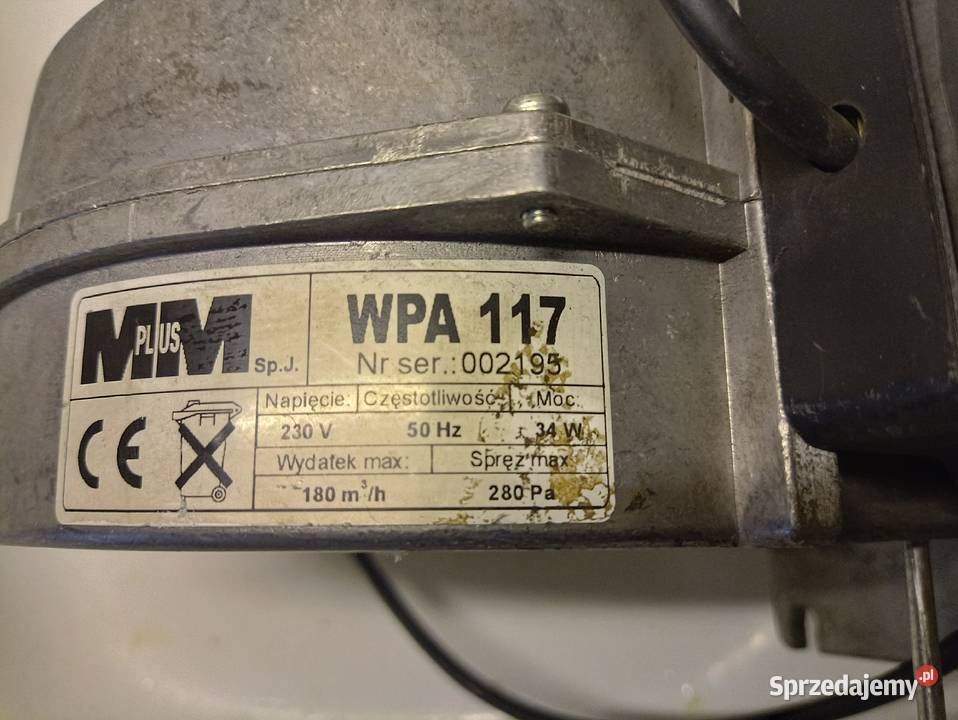 M PLUS M Sp.J.
WPA 117
Nr ser.: 002195
Napięcie: Częstotliwość: Moc:
230 V 50 Hz 34 W
Wydatek max: Spręż max:
180 m³/h 280 Pa
CE
Sprzedajemy.pl